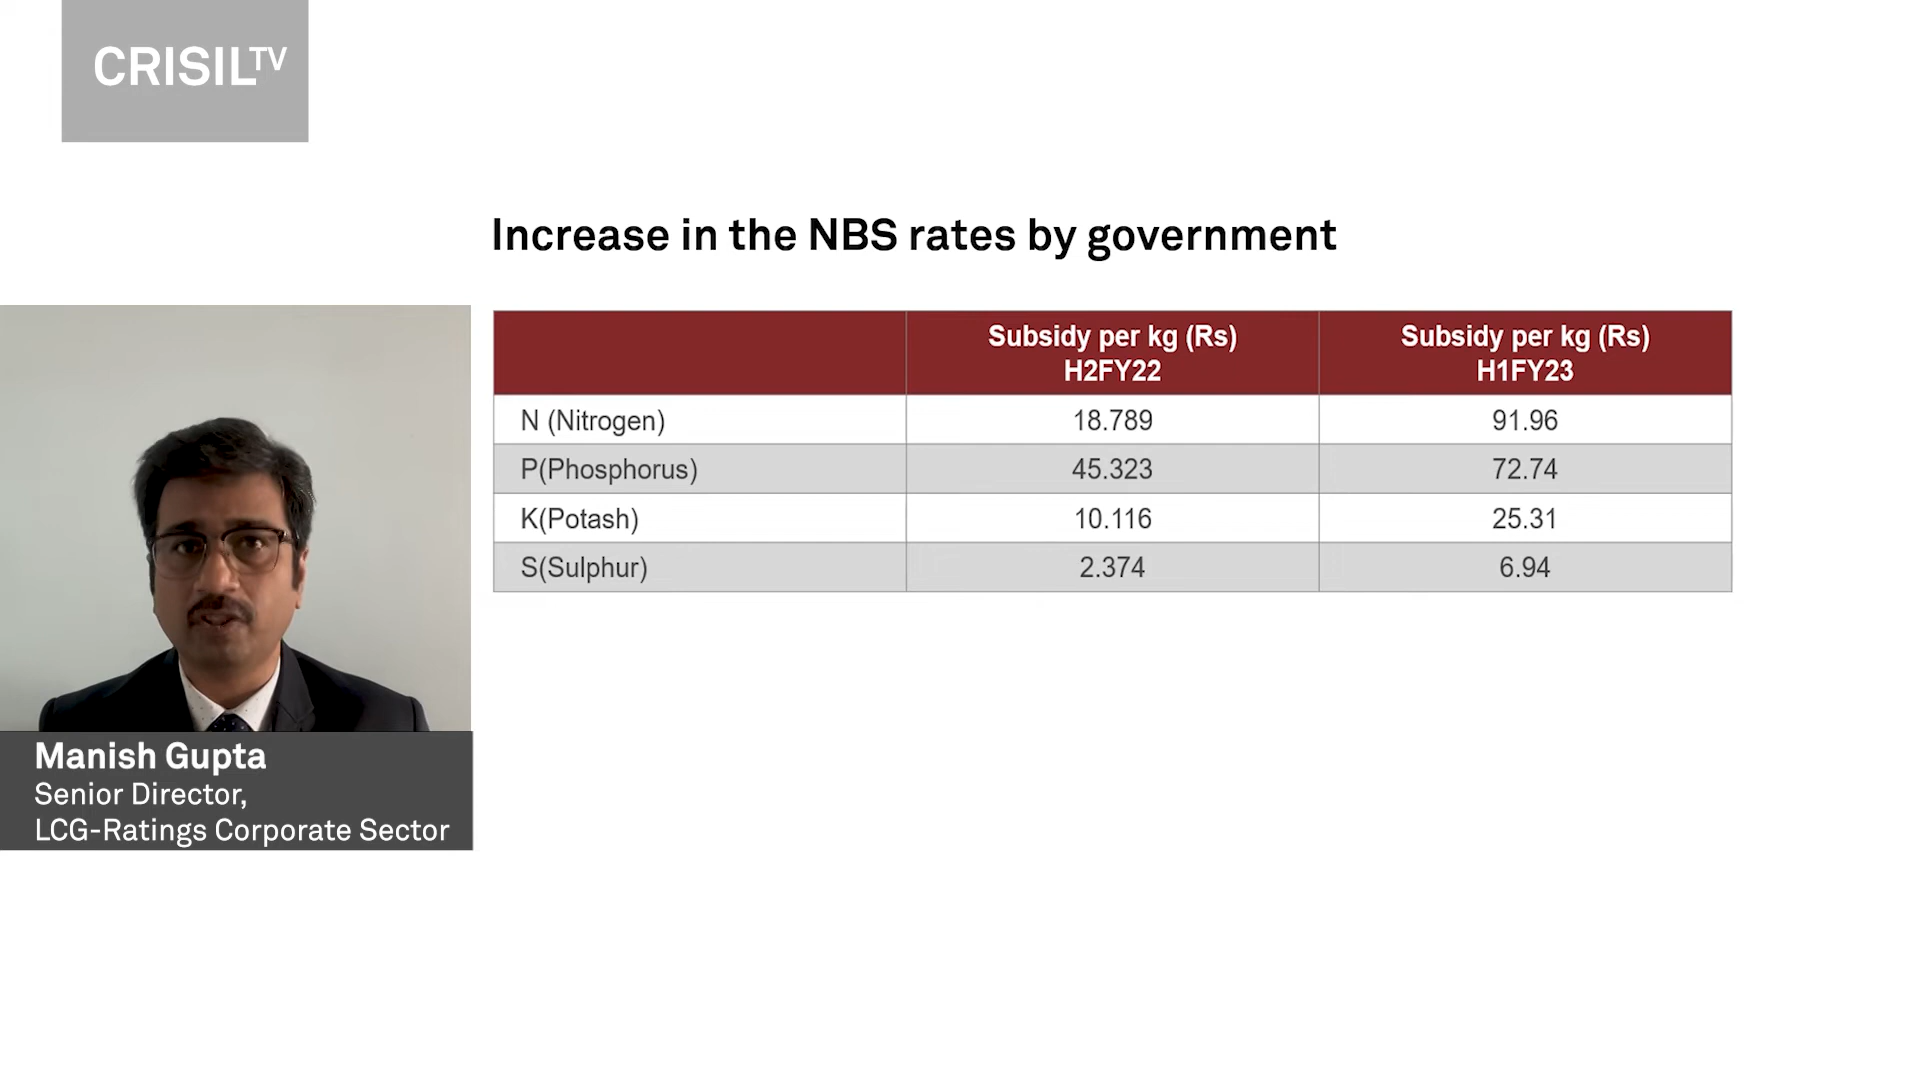 CRISILTV
Increase in the NBS rates by government
Subsidy per kg (Rs) Subsidy per kg (Rs)
H2FY22 H1FY23
N (Nitrogen) 18.789 91.96
P(Phosphorus) 45.323 72.74
K(Potash) 10.116 25.31
S(Sulphur) 2.374 6.94
Manish Gupta
Senior Director,
LCG-Ratings Corporate Sector